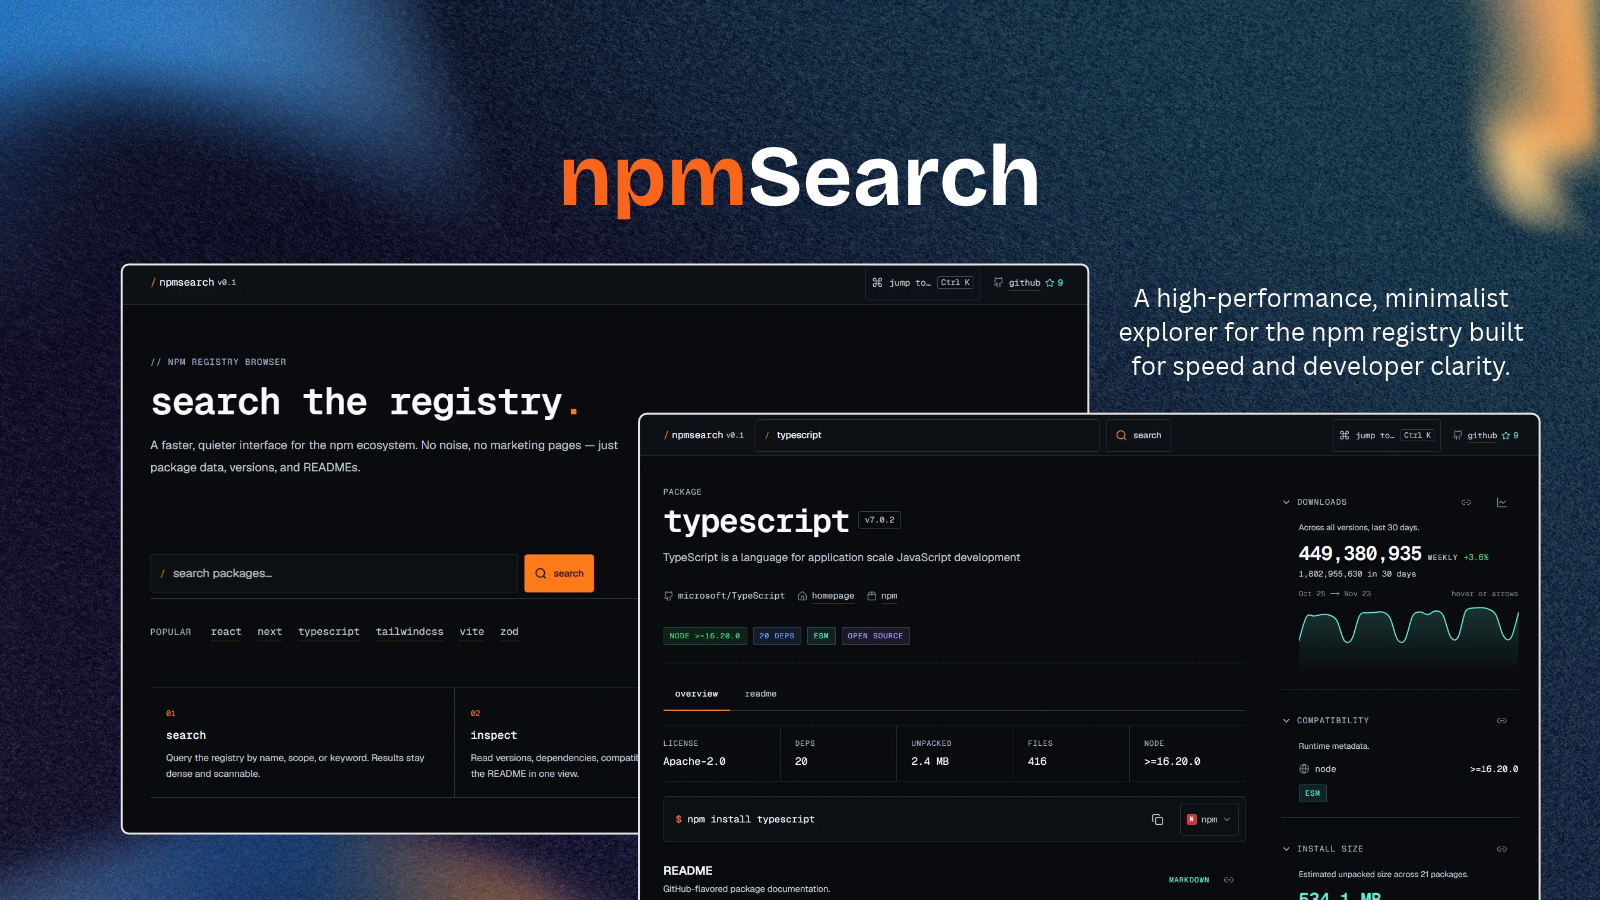 npmSearch
/ npmsearch v0.1
jump to… Ctrl K
github 9
A high-performance, minimalist
explorer for the npm registry built
for speed and developer clarity.
// NPM REGISTRY BROWSER
search the registry.
A faster, quieter interface for the npm ecosystem. No noise, no marketing pages — just
package data, versions, and READMEs.
/ search packages...
search
POPULAR react next typescript tailwindcss vite zod
01
search
Query the registry by name, scope, or keyword. Results stay
dense and scannable.
02
inspect
Read versions, dependencies,
the README in one view.
/ npmsearch v0.1
/ typescript
search
jump to… Ctrl K
github 9
PACKAGE
typescript v7.0.2
TypeScript is a language for application scale JavaScript development
microsoft/TypeScript homepage npm
NODE >=16.20.0 20 DEPS ESM OPEN SOURCE
overview readme
LICENSE DEPS UNPACKED FILES NODE
Apache-2.0 20 2.4 MB 416 >=16.20.0
$ npm install typescript
npm
README
GitHub-flavored package documentation.
MARKDOWN
DOWNLOADS
Across all versions, last 30 days.
449,380,935 WEEKLY +3.6%
1,802,955,630 in 30 days
Oct 25 → Nov 23 hover or arrows
COMPATIBILITY
Runtime metadata.
node >=16.20.0
ESM
INSTALL SIZE
Estimated unpacked size across 21 packages.
534.1 MB